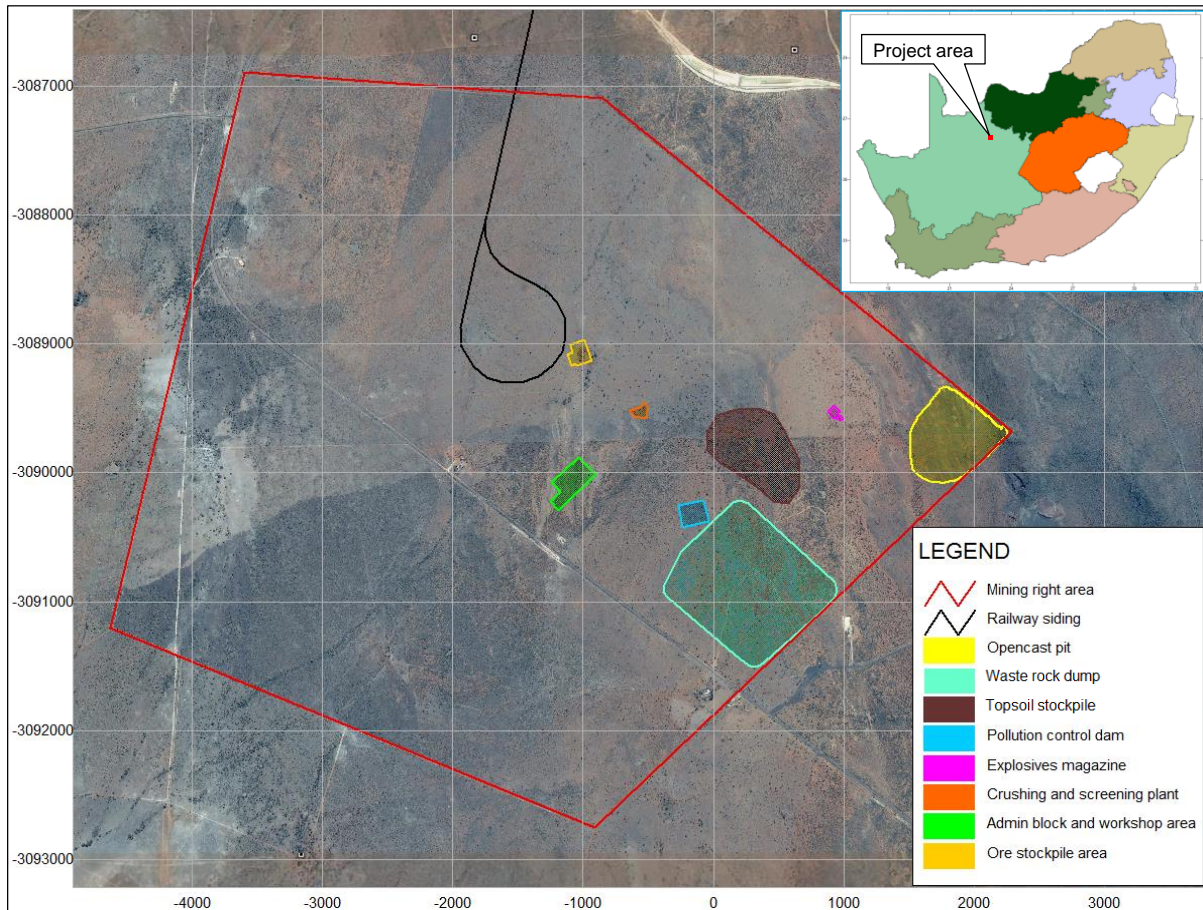 Project area
-3087000
-3088000
-3089000
-3090000
-3091000
-3092000
-3093000
-4000
-3000
-2000
-1000
0
1000
2000
3000
LEGEND
Mining right area
Railway siding
Opencast pit
Waste rock dump
Topsoil stockpile
Pollution control dam
Explosives magazine
Crushing and screening plant
Admin block and workshop area
Ore stockpile area